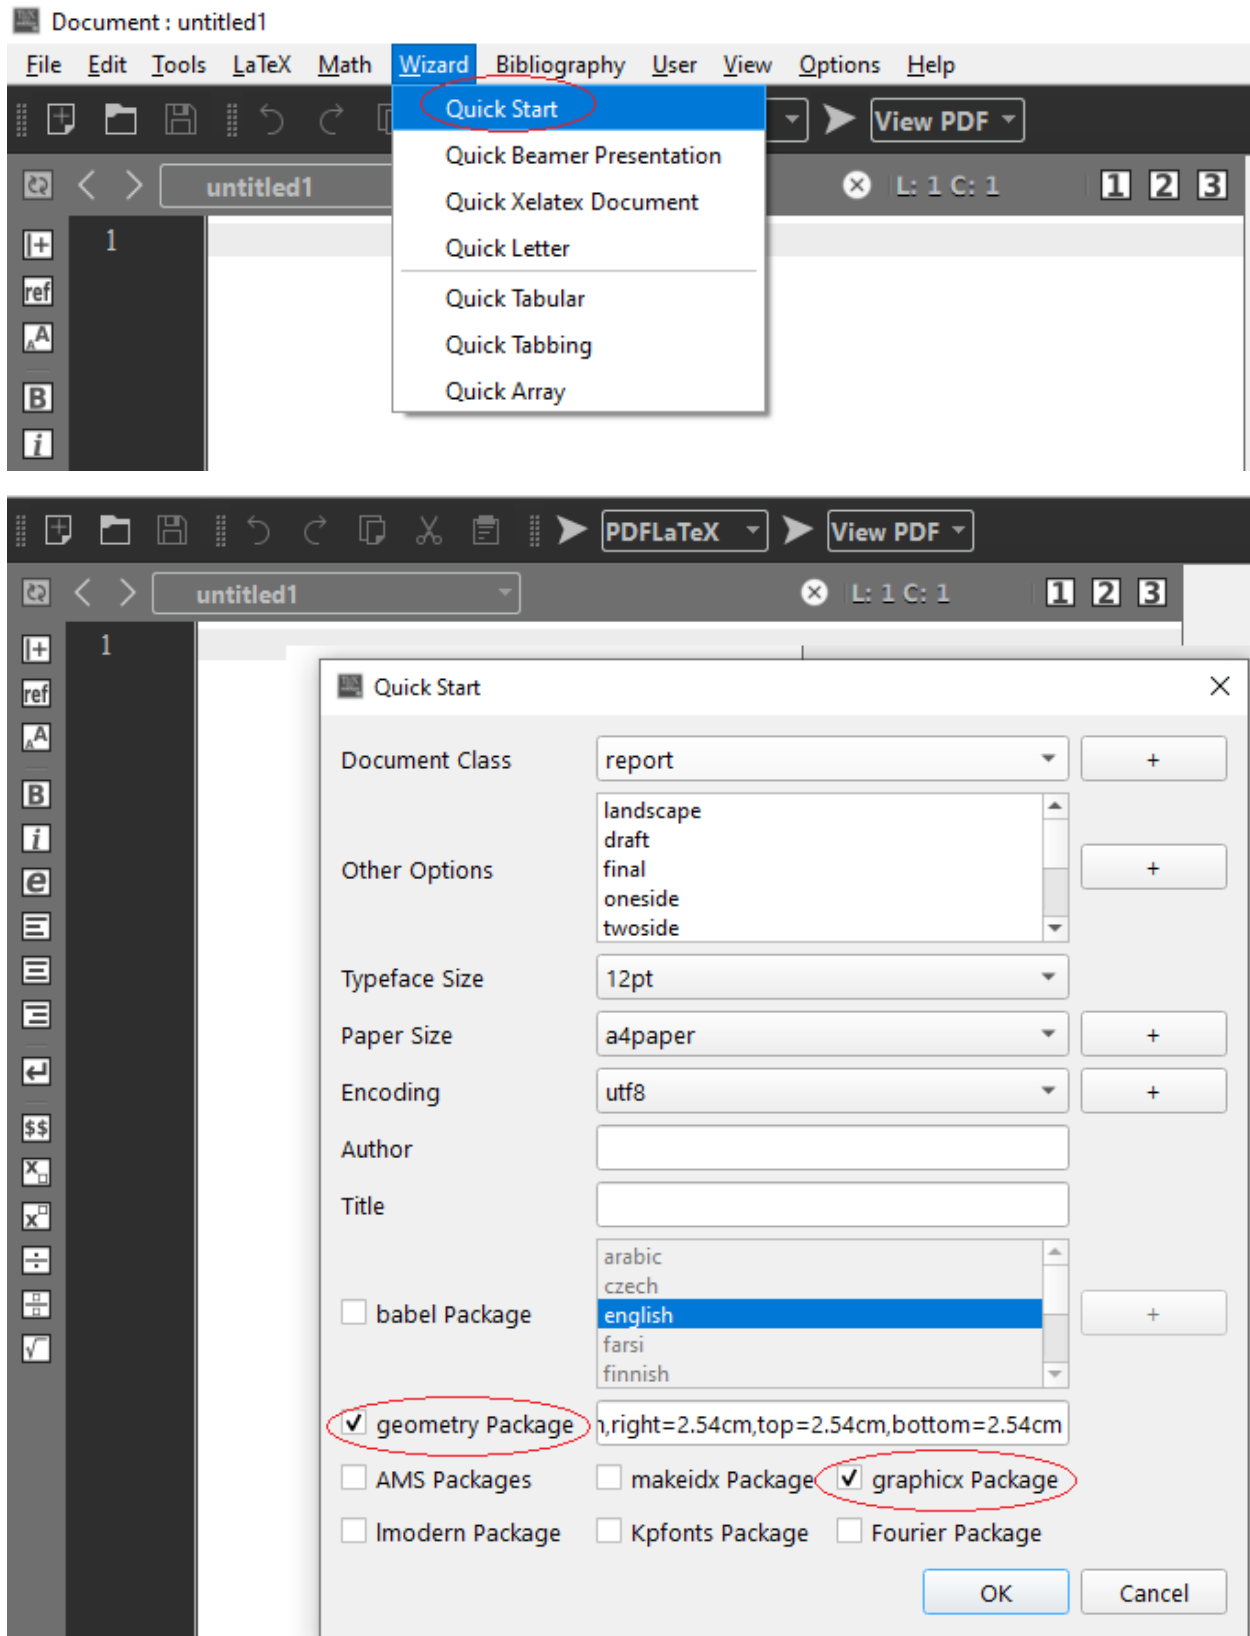 Document : untitled1
File Edit Tools LaTeX Math Wizard Bibliography User View Options Help
Quick Start
View PDF
Quick Beamer Presentation
untitled1
L: 1 C: 1
1 2 3
Quick Xelatex Document
1
Quick Letter
ref
Quick Tabular
AA
Quick Tabbing
B
Quick Array
i
PDFLaTeX View PDF
untitled1 L: 1 C: 1 1 2 3
1
ref
Quick Start
AA
Document Class report +
B
landscape
i
draft
Other Options final +
e
oneside
twoside
Typeface Size 12pt
Paper Size a4paper +
Encoding utf8 +
$$
Author
X
Title
x
arabic
czech
babel Package english +
farsi
finnish
geometry Package ,right=2.54cm,top=2.54cm,bottom=2.54cm
AMS Packages makeidx Package graphicx Package
lmodern Package Kpfonts Package Fourier Package
OK Cancel